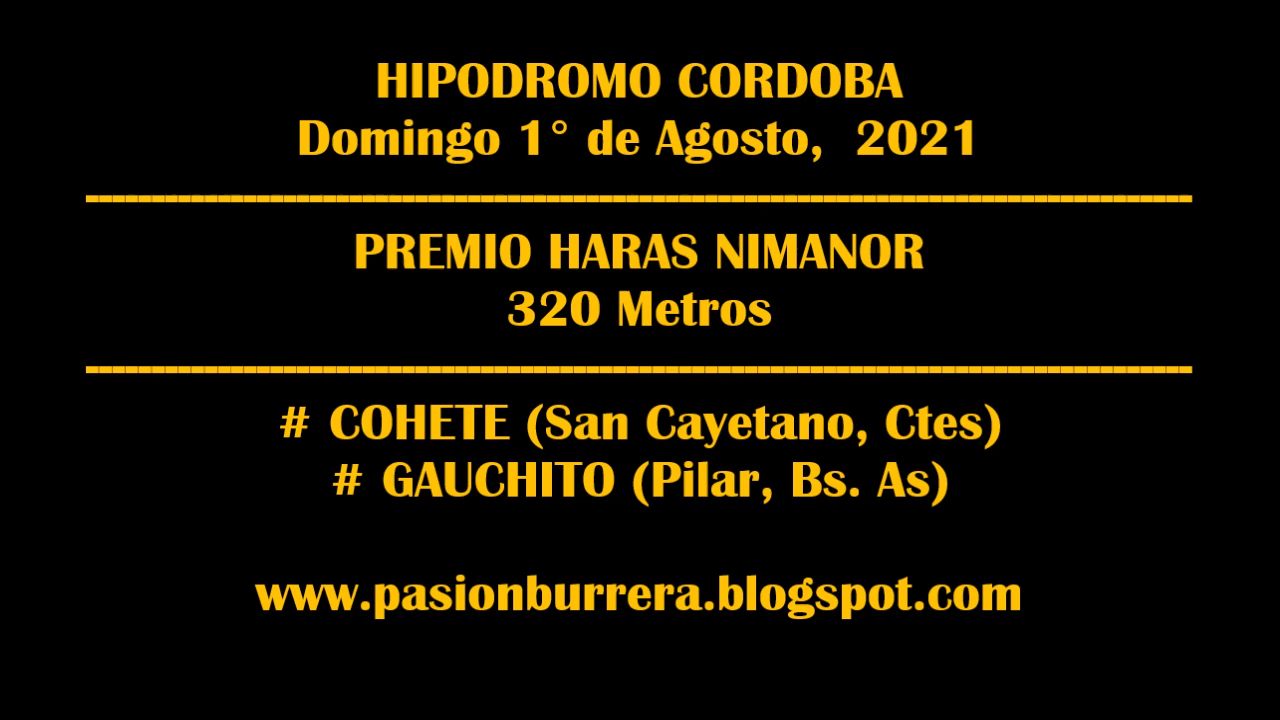 HIPODROMO CORDOBA
Domingo 1° de Agosto, 2021
PREMIO HARAS NIMANOR
320 Metros
# COHETE (San Cayetano, Ctes)
# GAUCHITO (Pilar, Bs. As)
www.pasionburrera.blogspot.com